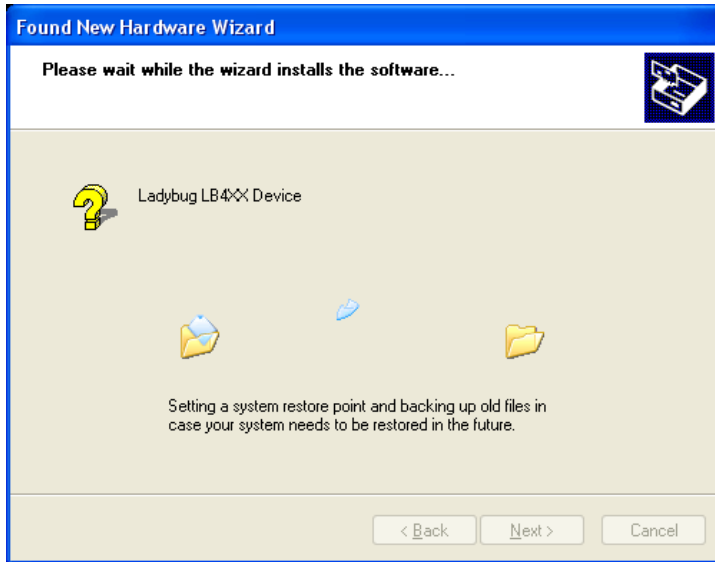 Found New Hardware Wizard
Please wait while the wizard installs the software...
Ladybug LB4XX Device
Setting a system restore point and backing up old files in
case your system needs to be restored in the future.
< Back Next > Cancel